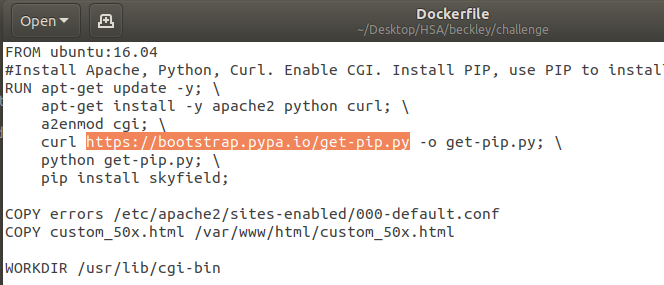 Open
Dockerfile
~/Desktop/HSA/beckley/challenge
FROM ubuntu:16.04
#Install Apache, Python, Curl. Enable CGI. Install PIP, use PIP to instal
RUN apt-get update -y; \
apt-get install -y apache2 python curl; \
a2enmod cgi; \
curl https://bootstrap.pypa.io/get-pip.py -o get-pip.py; \
python get-pip.py; \
pip install skyfield;
COPY errors /etc/apache2/sites-enabled/000-default.conf
COPY custom_50x.html /var/www/html/custom_50x.html
WORKDIR /usr/lib/cgi-bin